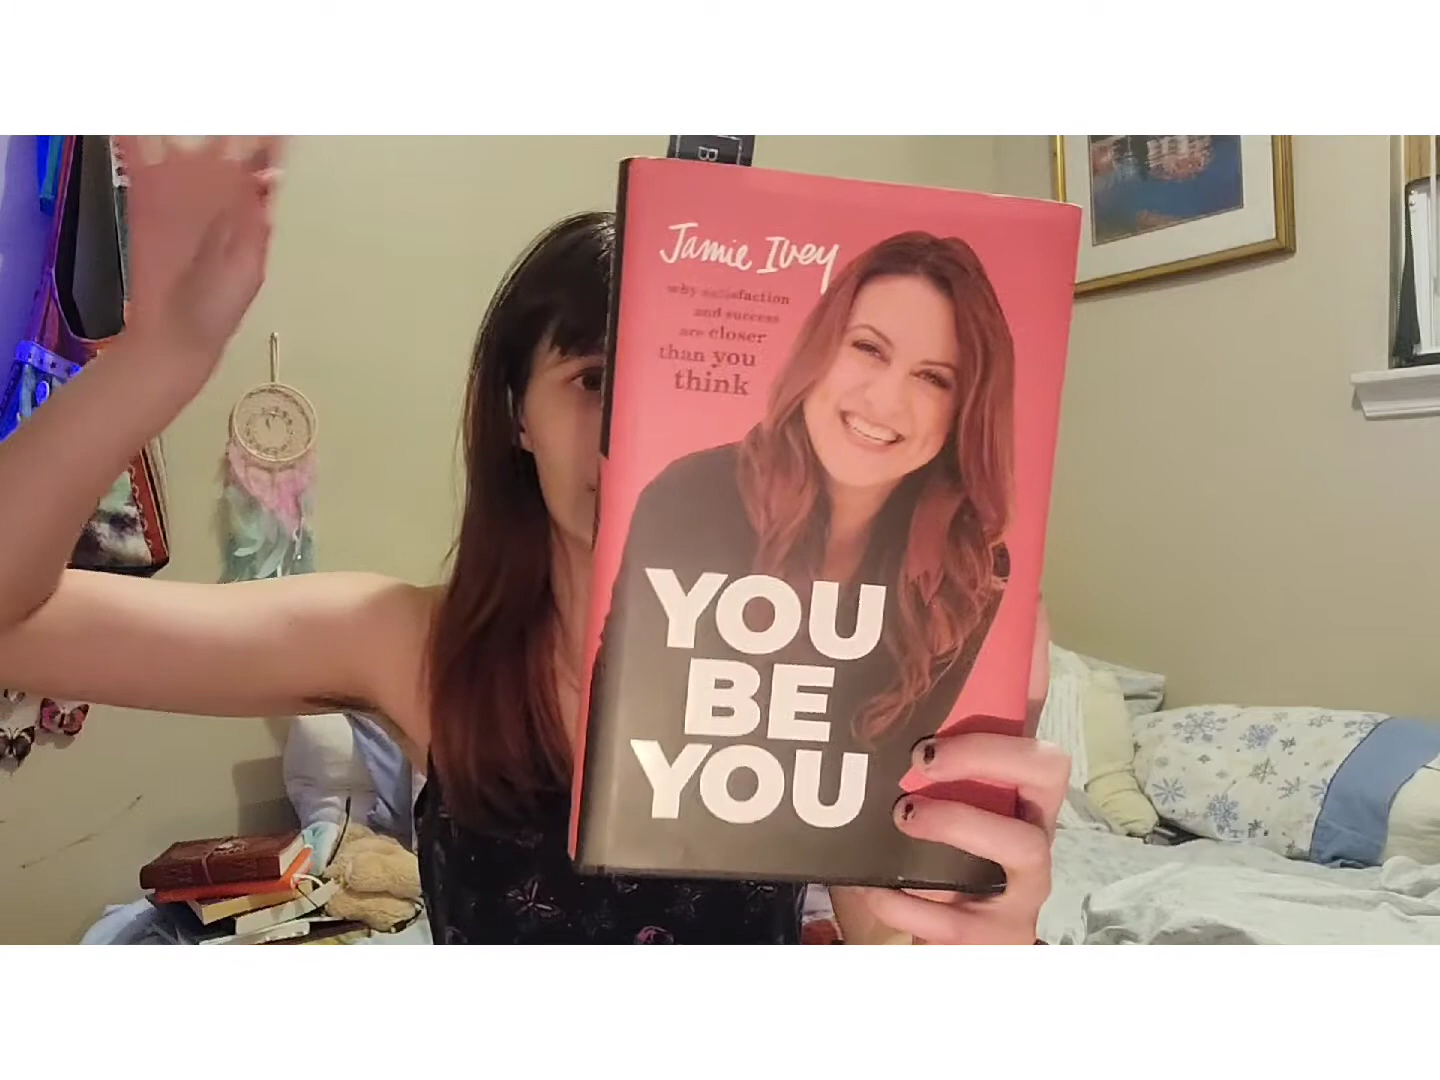 B
Jamie Ivey
why satisfaction
and success
are closer
than you
think
YOU
BE
YOU